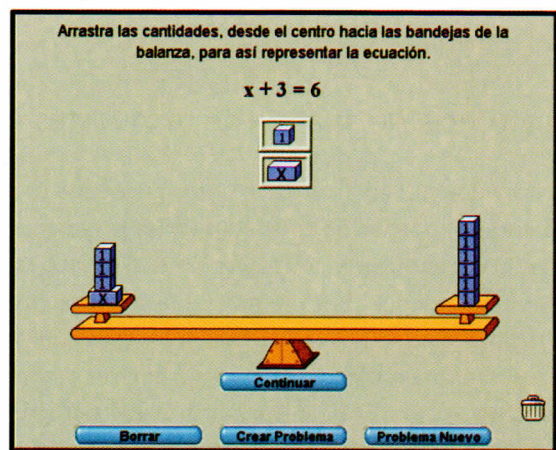 Arrastra las cantidades, desde el centro hacia las bandejas de la
balanza, para así representar la ecuación.
x + 3 = 6
1
X
1
1
1
X
1
1
1
1
1
1
Continuar
Borrar
Crear Problema
Problema Nuevo